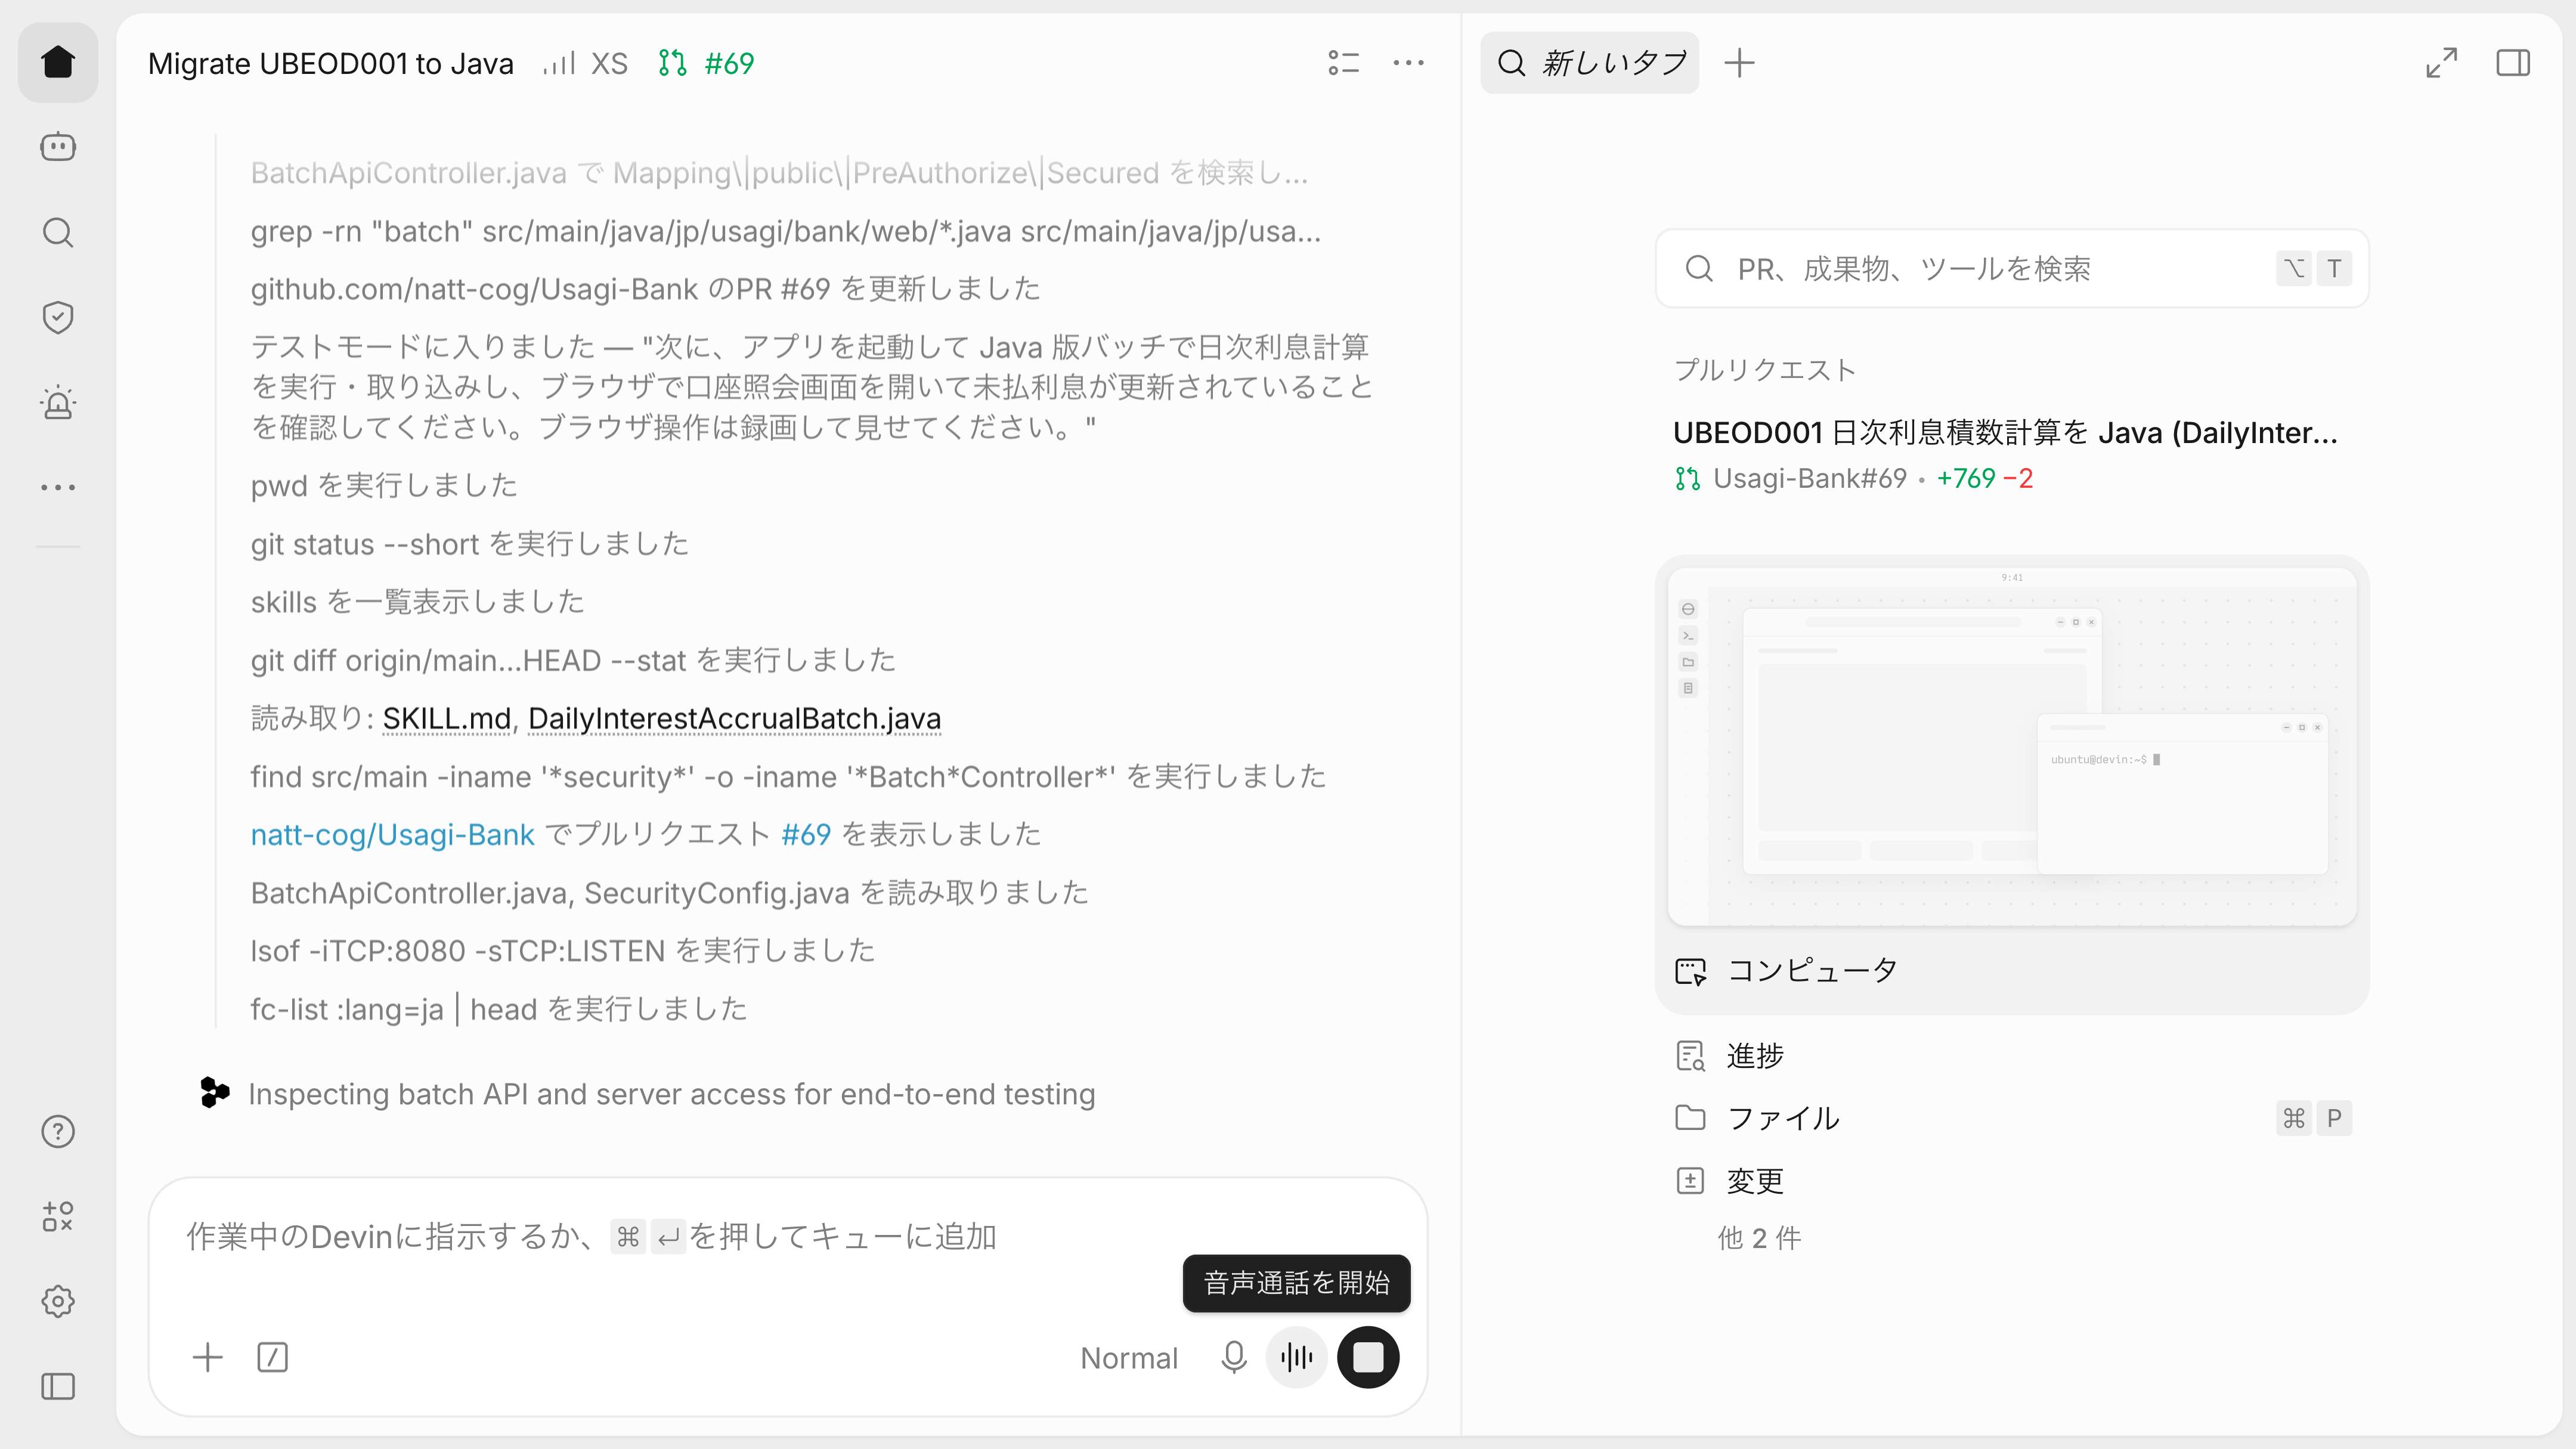 Migrate UBEOD001 to Java
XS
#69
BatchApiController.java で Mapping\|public\|PreAuthorize\|Secured を検索し...
grep -rn "batch" src/main/java/jp/usagi/bank/web/*.java src/main/java/jp/usa...
github.com/natt-cog/Usagi-Bank のPR #69 を更新しました
テストモードに入りました — "次に、アプリを起動して Java 版バッチで日次利息計算
を実行・取り込みし、ブラウザで口座照会画面を開いて未払利息が更新されていること
を確認してください。ブラウザ操作は録画して見せてください。"
pwd を実行しました
git status --short を実行しました
skills を一覧表示しました
git diff origin/main...HEAD --stat を実行しました
読み取り: SKILL.md, DailyInterestAccrualBatch.java
find src/main -iname '*security*' -o -iname '*Batch*Controller*' を実行しました
natt-cog/Usagi-Bank でプルリクエスト #69 を表示しました
BatchApiController.java, SecurityConfig.java を読み取りました
lsof -iTCP:8080 -sTCP:LISTEN を実行しました
fc-list :lang=ja | head を実行しました
Inspecting batch API and server access for end-to-end testing
作業中のDevinに指示するか、⌘ ↵ を押してキューに追加
音声通話を開始
Normal
新しいタブ
PR、成果物、ツールを検索
⌥ T
プルリクエスト
UBEOD001 日次利息積数計算を Java (DailyInter...
Usagi-Bank#69 • +769 −2
9:41
ubuntu@devin:~$
コンピュータ
進捗
ファイル
⌘ P
変更
他 2 件